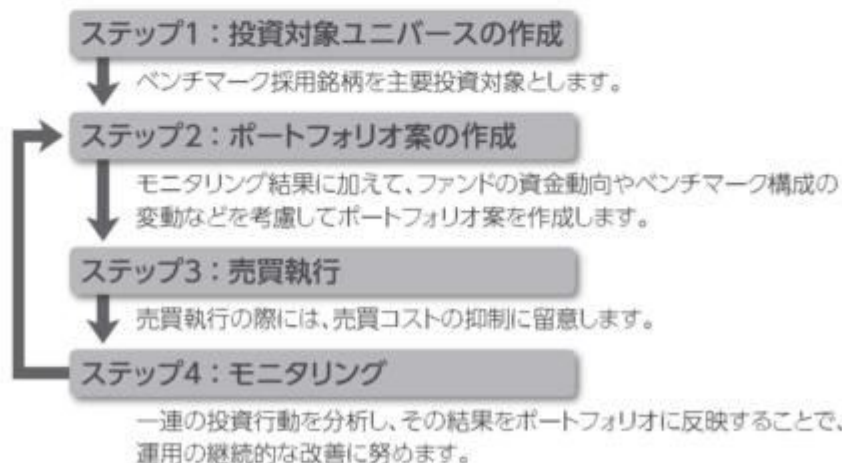 ステップ1：投資対象ユニバースの作成
ベンチマーク採用銘柄を主要投資対象とします。
ステップ2：ポートフォリオ案の作成
モニタリング結果に加えて、ファンドの資金動向やベンチマーク構成の
変動などを考慮してポートフォリオ案を作成します。
ステップ3：売買執行
売買執行の際には、売買コストの抑制に留意します。
ステップ4：モニタリング
一連の投資行動を分析し、その結果をポートフォリオに反映することで、
運用の継続的な改善に努めます。